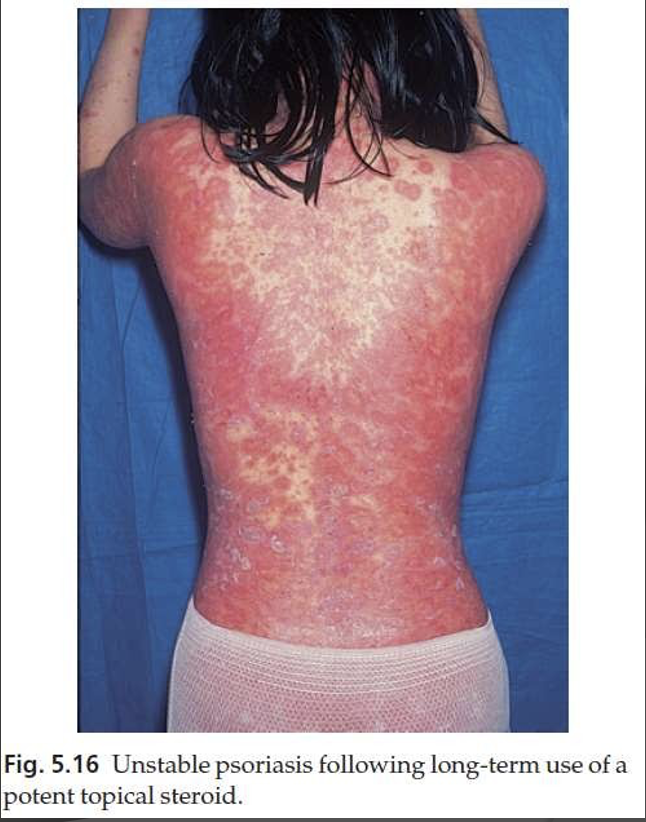 Fig. 5.16 Unstable psoriasis following long-term use of a
potent topical steroid.